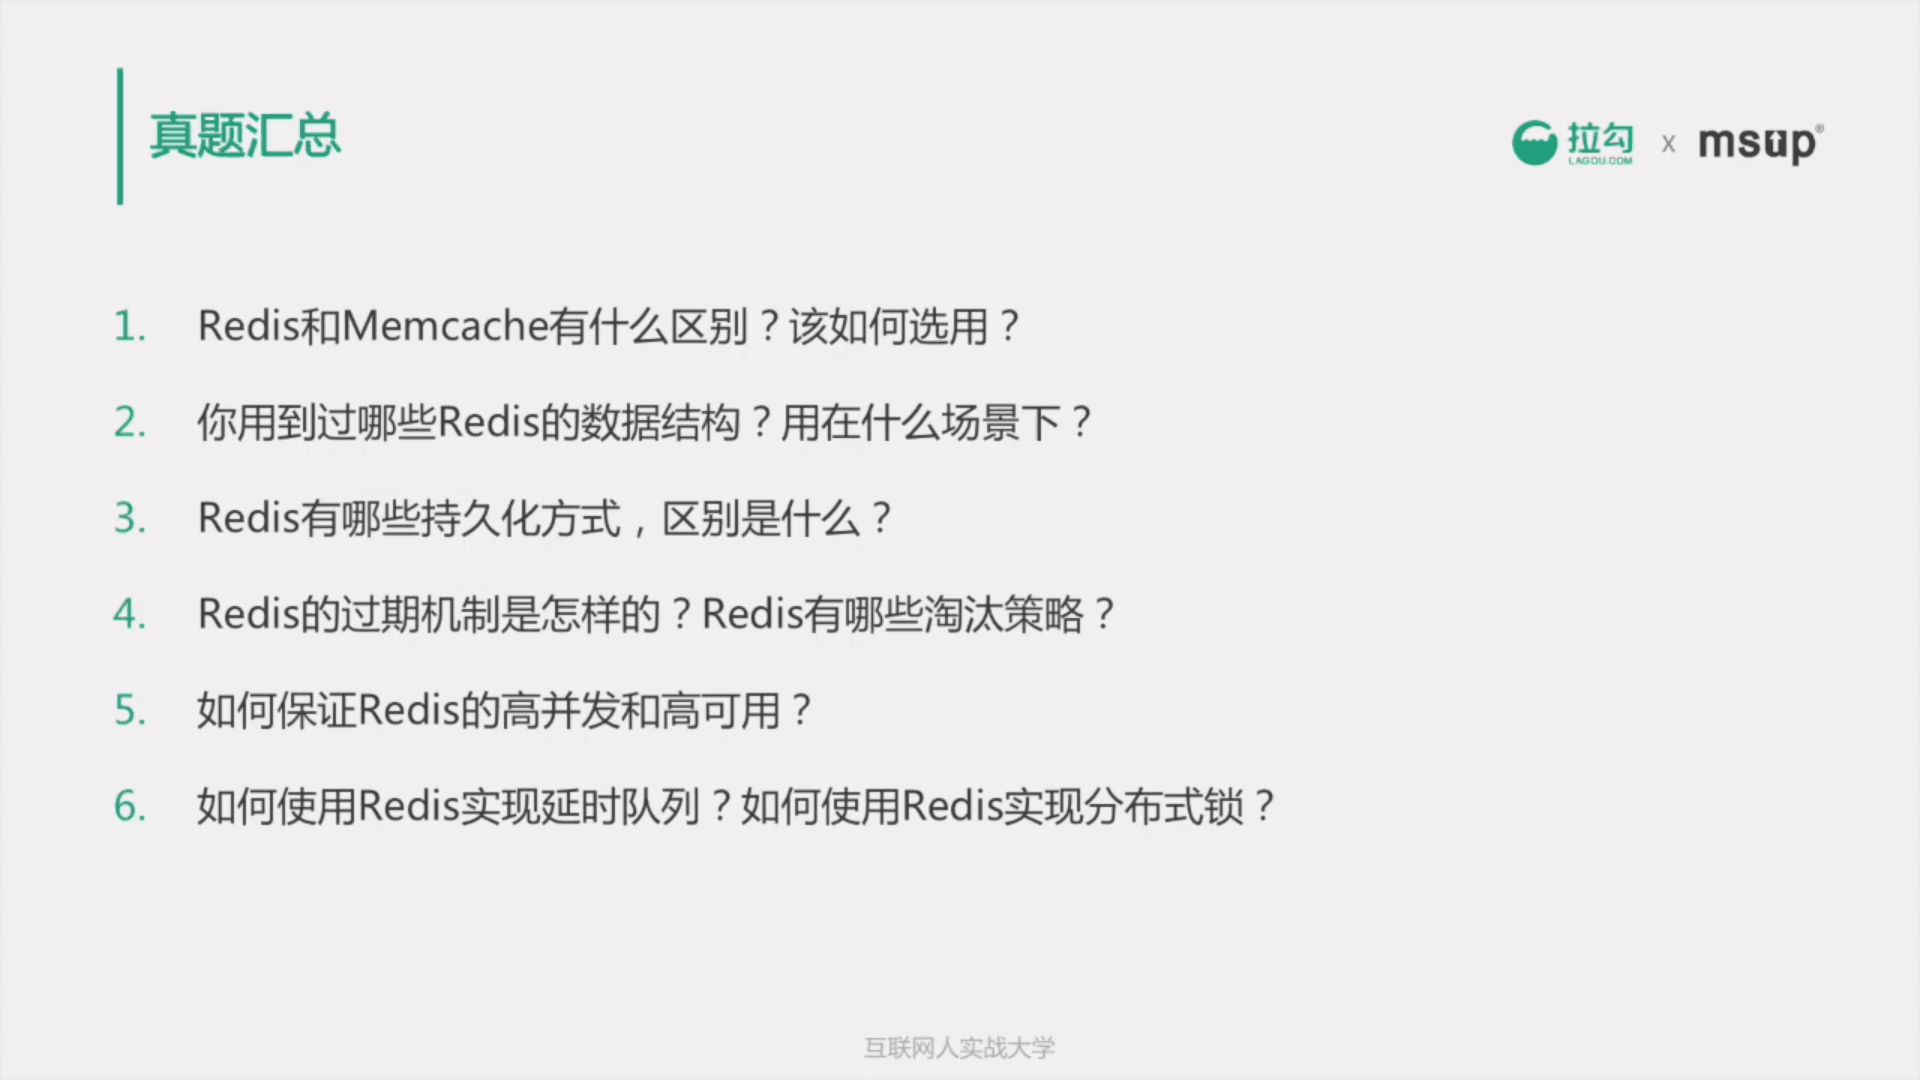 真题汇总
拉勾 x msup®
LAGOU.COM
1. Redis和Memcache有什么区别？该如何选用？
2. 你用到过哪些Redis的数据结构？用在什么场景下？
3. Redis有哪些持久化方式，区别是什么？
4. Redis的过期机制是怎样的？Redis有哪些淘汰策略？
5. 如何保证Redis的高并发和高可用？
6. 如何使用Redis实现延时队列？如何使用Redis实现分布式锁？
互联网人实战大学